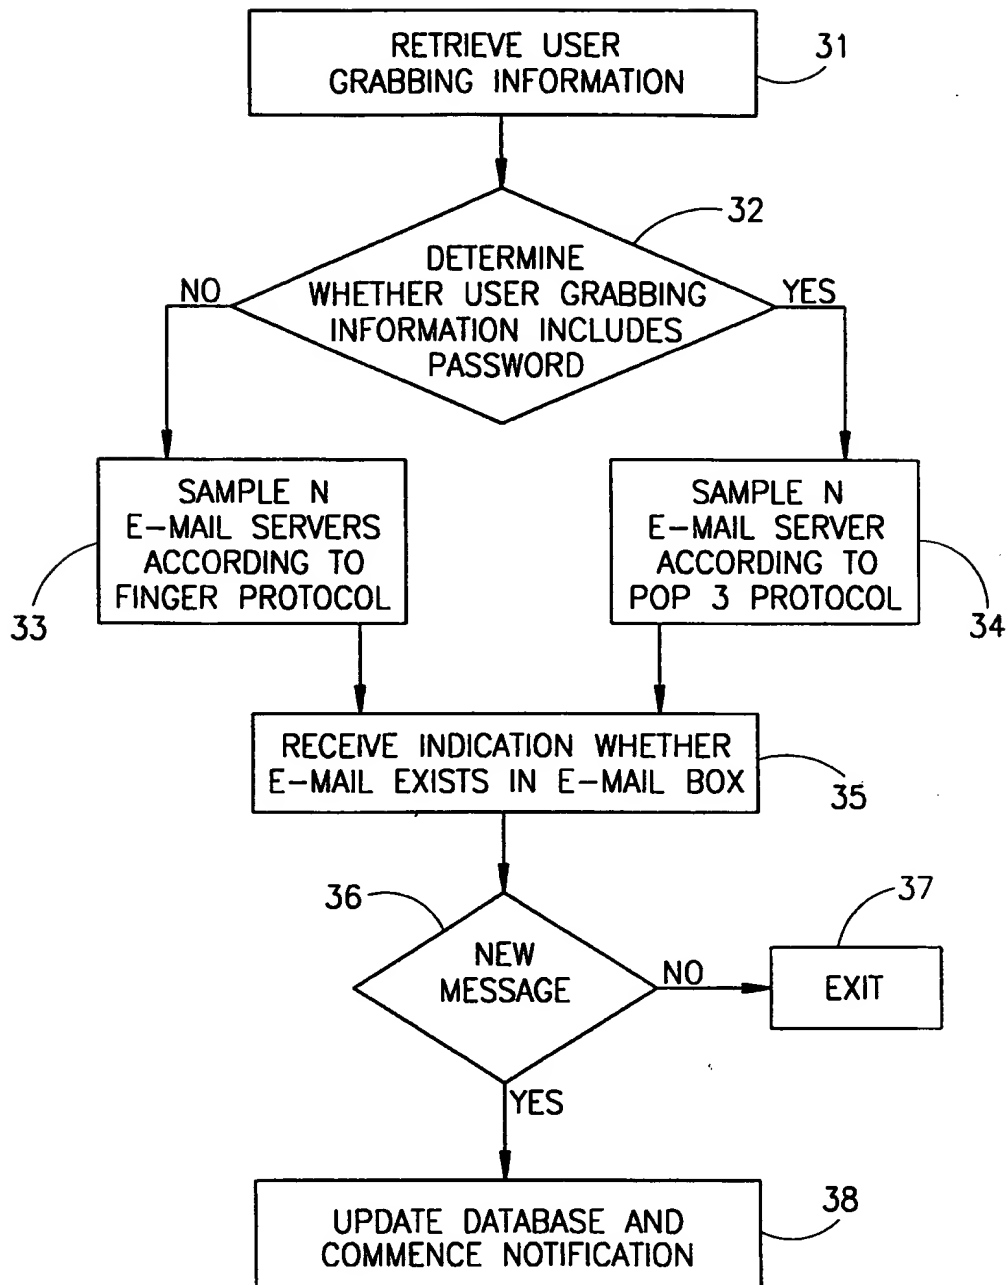 RETRIEVE USER
GRABBING INFORMATION
31
32
DETERMINE
WHETHER USER GRABBING
INFORMATION INCLUDES
PASSWORD
NO
YES
SAMPLE N
E-MAIL SERVERS
ACCORDING TO
FINGER PROTOCOL
33
SAMPLE N
E-MAIL SERVER
ACCORDING TO
POP 3 PROTOCOL
34
RECEIVE INDICATION WHETHER
E-MAIL EXISTS IN E-MAIL BOX
35
36
NEW
MESSAGE
NO
37
EXIT
YES
UPDATE DATABASE AND
COMMENCE NOTIFICATION
38